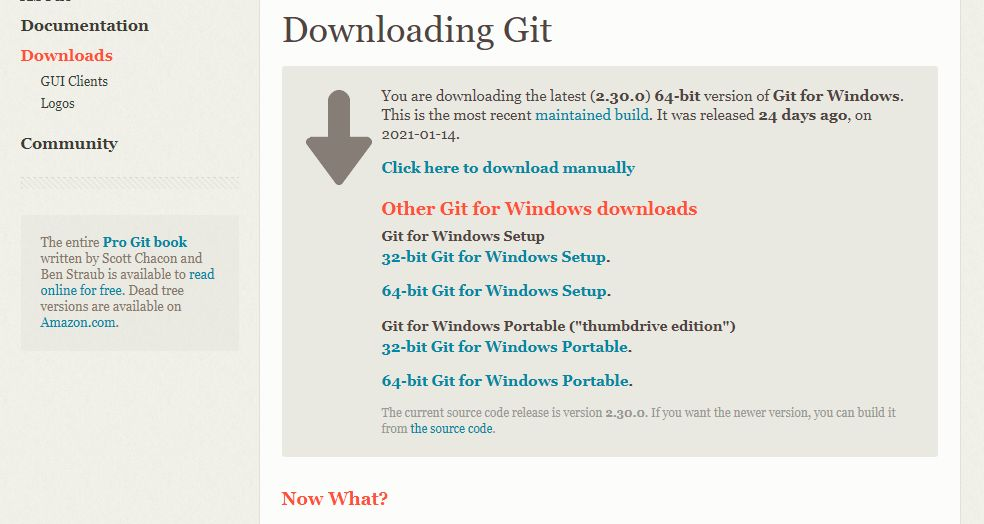 Documentation
Downloads
GUI Clients
Logos
Community
The entire Pro Git book
written by Scott Chacon and
Ben Straub is available to read
online for free. Dead tree
versions are available on
Amazon.com.
Downloading Git
You are downloading the latest (2.30.0) 64-bit version of Git for Windows.
This is the most recent maintained build. It was released 24 days ago, on
2021-01-14.
Click here to download manually
Other Git for Windows downloads
Git for Windows Setup
32-bit Git for Windows Setup.
64-bit Git for Windows Setup.
Git for Windows Portable ("thumbdrive edition")
32-bit Git for Windows Portable.
64-bit Git for Windows Portable.
The current source code release is version 2.30.0. If you want the newer version, you can build it
from the source code.
Now What?